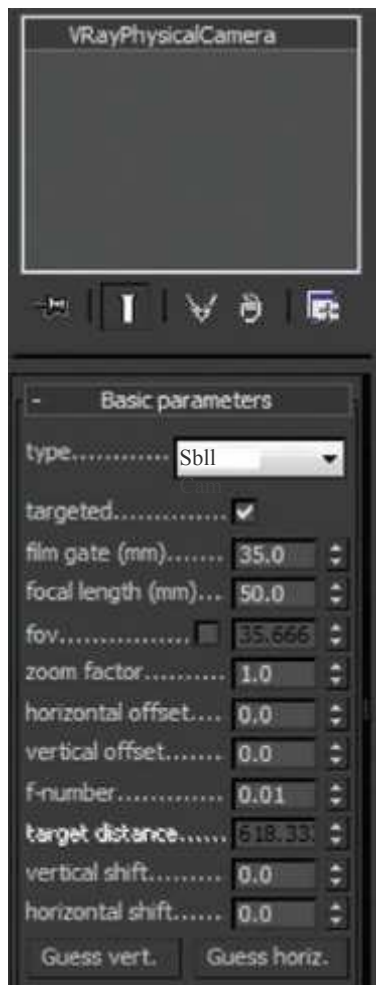 VRayPhysicalCamera
- Basic parameters
type............ Sbll
targeted..............
film gate (mm)....... 35.0
focal length (mm)... 50.0
fov................ 35.666
zoom factor.......... 1.0
horizontal offset.... 0.0
vertical offset....... 0.0
f-number............. 0.01
target distance...... 618.33
vertical shift......... 0.0
horizontal shift...... 0.0
Guess vert. Guess horiz.